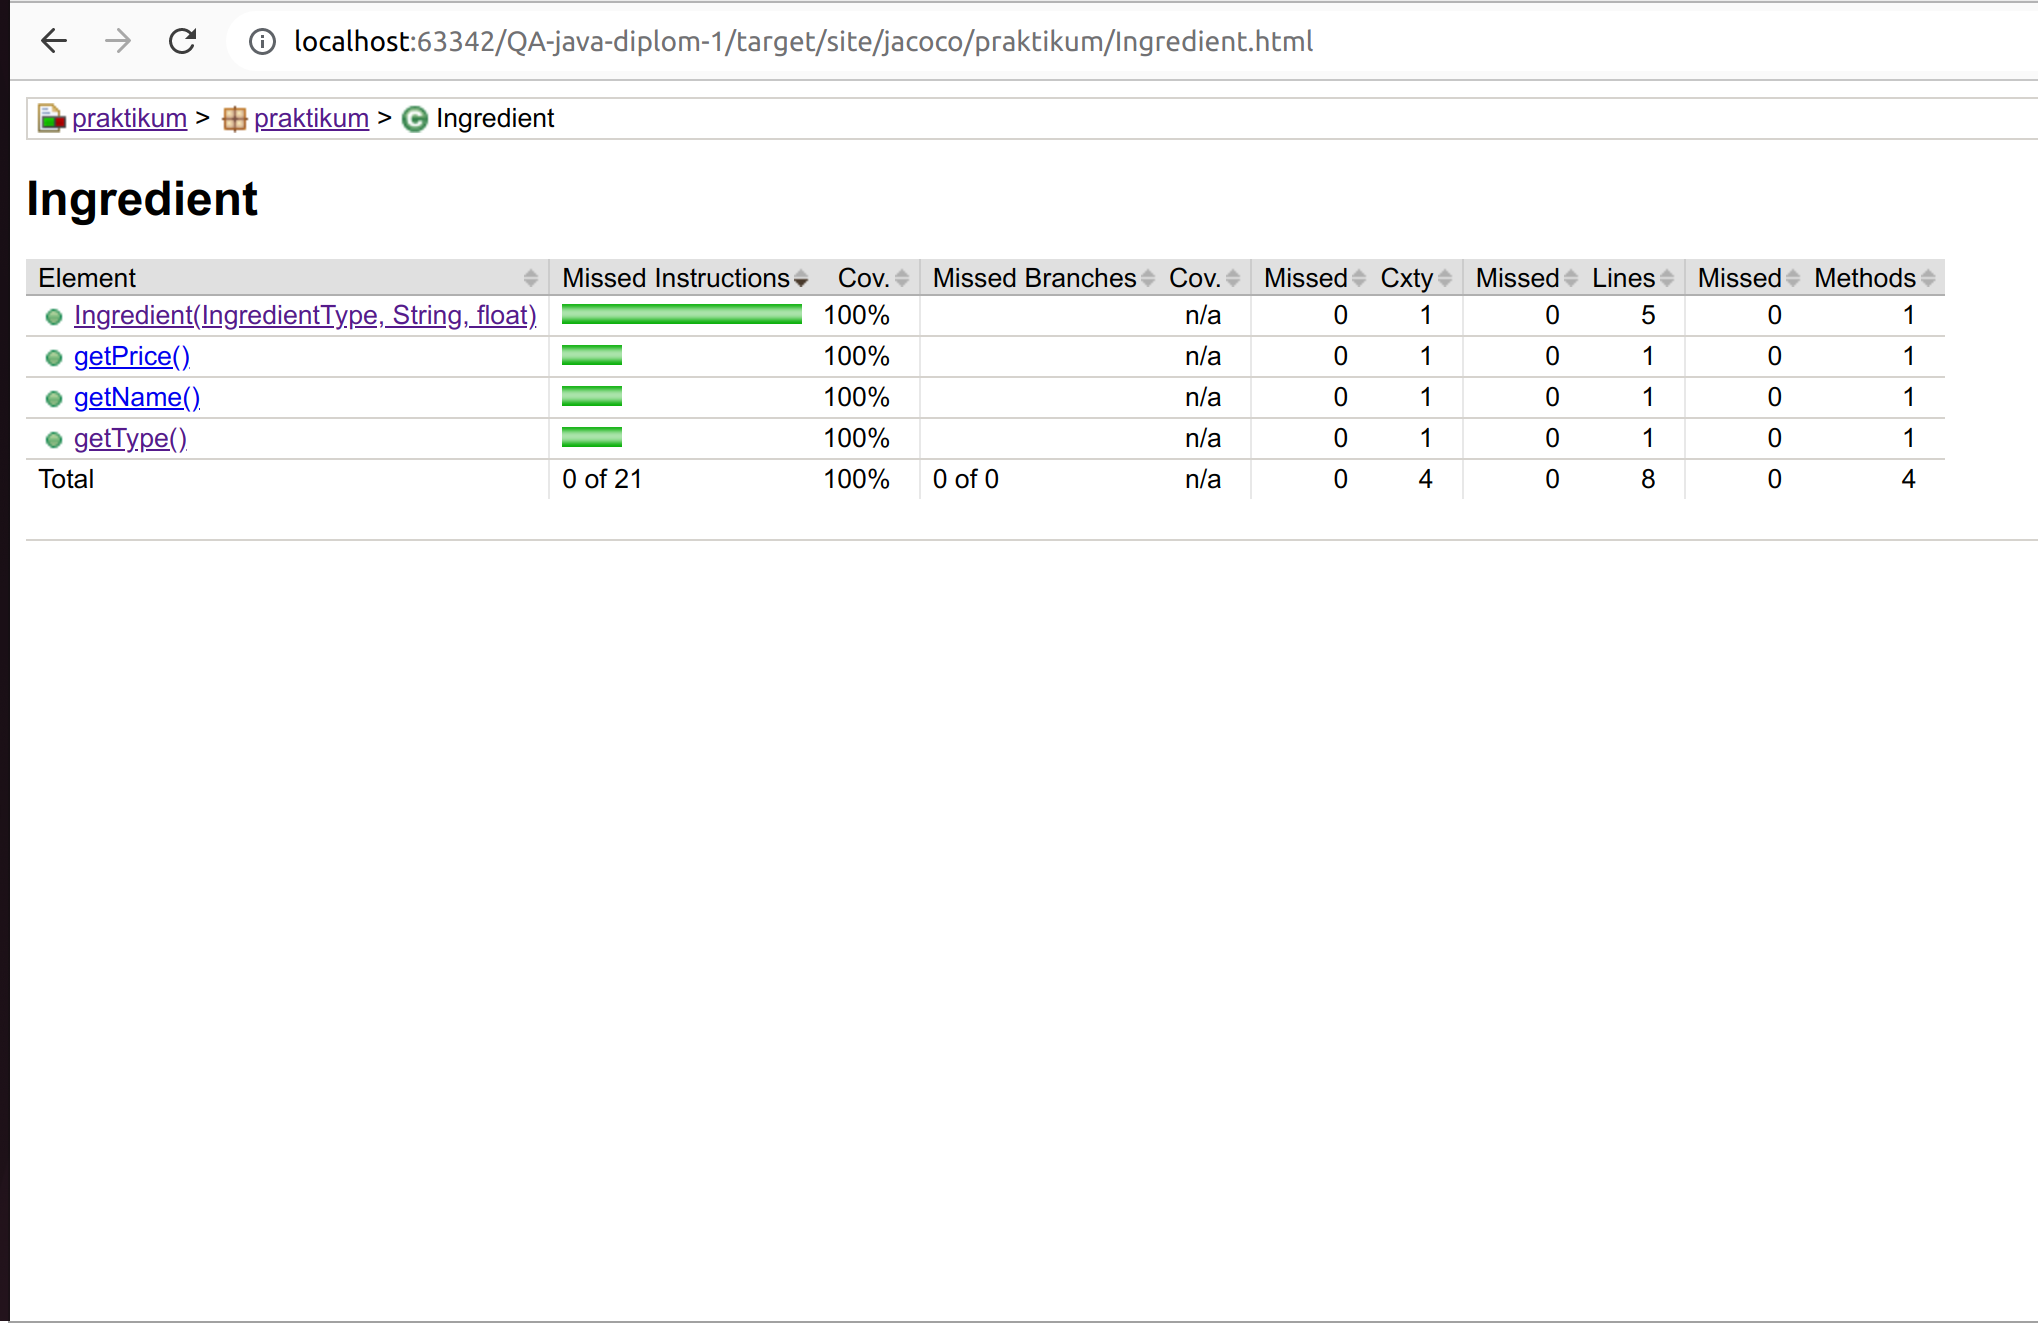 localhost:63342/QA-java-diplom-1/target/site/jacoco/praktikum/Ingredient.html
praktikum > praktikum > Ingredient
Ingredient
Element Missed Instructions Cov. Missed Branches Cov. Missed Cxty Missed Lines Missed Methods
Ingredient(IngredientType, String, float) 100% n/a 0 1 0 5 0 1
getPrice() 100% n/a 0 1 0 1 0 1
getName() 100% n/a 0 1 0 1 0 1
getType() 100% n/a 0 1 0 1 0 1
Total 0 of 21 100% 0 of 0 n/a 0 4 0 8 0 4